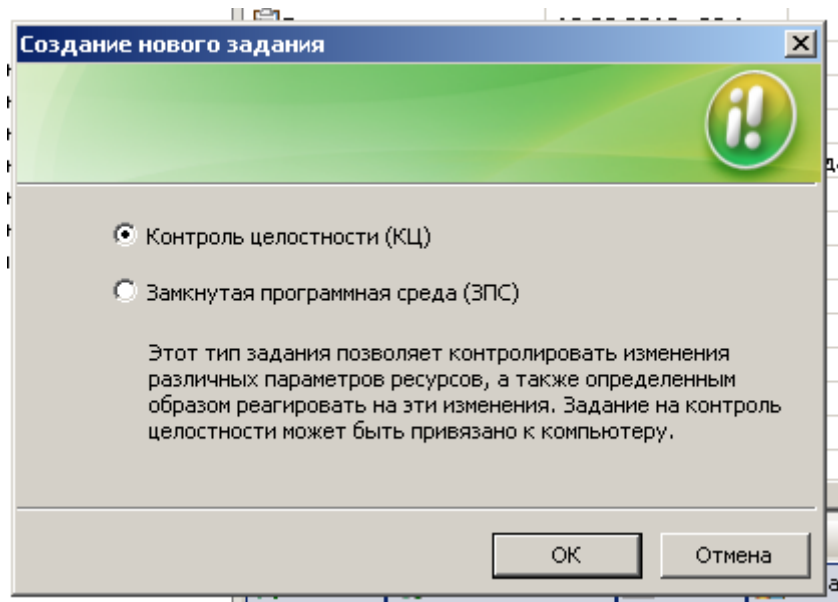 Создание нового задания
Контроль целостности (КЦ)
Замкнутая программная среда (ЗПС)
Этот тип задания позволяет контролировать изменения
различных параметров ресурсов, а также определенным
образом реагировать на эти изменения. Задание на контроль
целостности может быть привязано к компьютеру.
ОК
Отмена